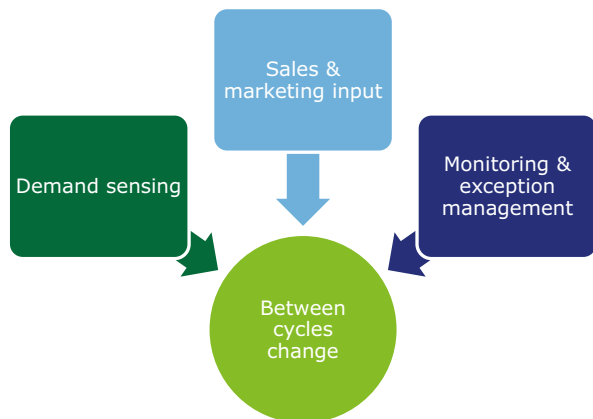 Sales &
marketing input
Demand sensing
Monitoring &
exception
management
Between
cycles
change